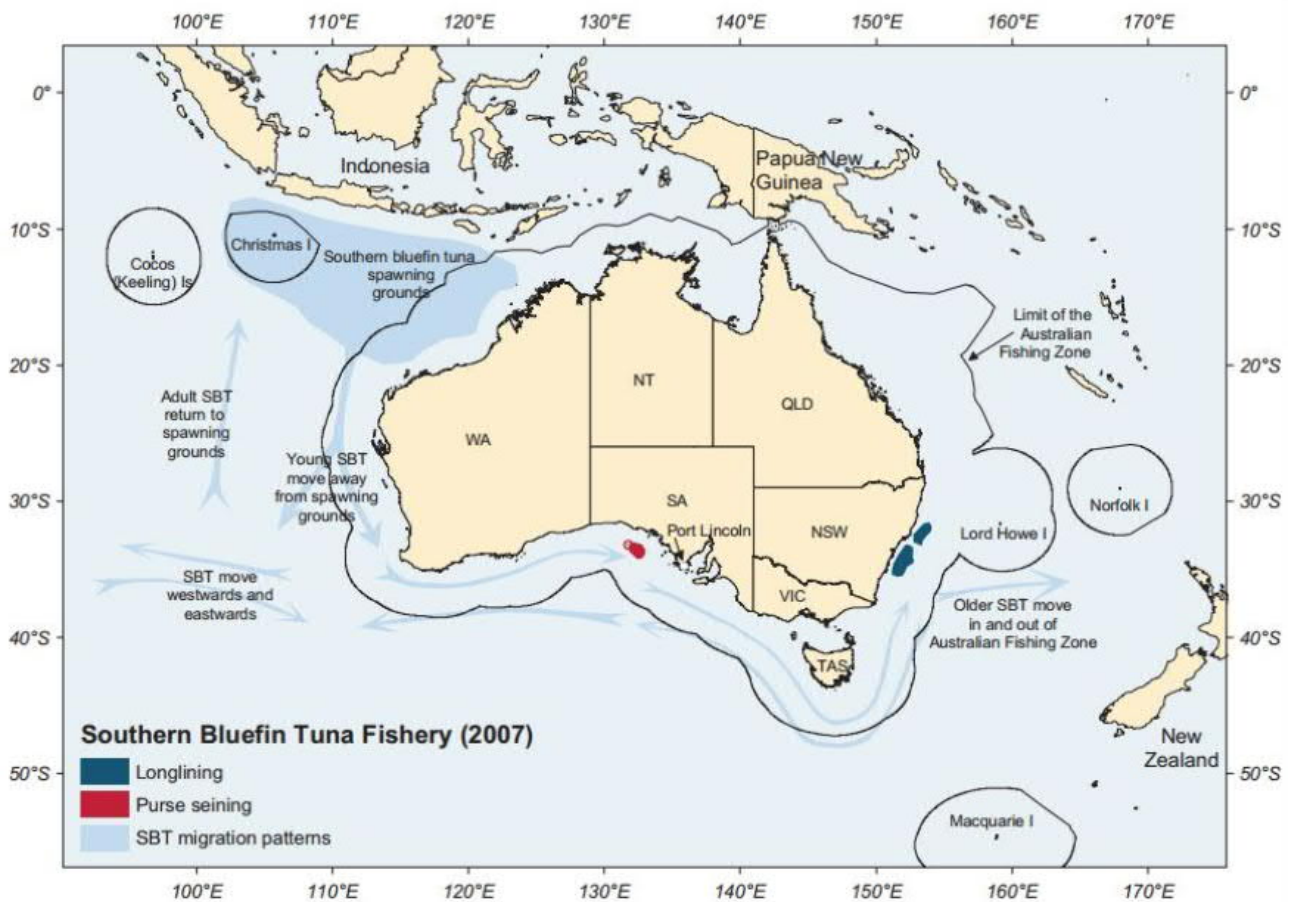 100°E
110°E
120°E
130°E
140°E
150°E
160°E
170°E
0°
0°
Indonesia
Papua New
Guinea
10°S
10°S
Christmas I
Cocos
(Keeling) Is
Southern bluefin tuna
spawning
grounds
Limit of the
Australian
Fishing Zone
20°S
20°S
NT
QLD
Adult SBT
return to
spawning
grounds
WA
Young SBT
move away
from spawning
grounds
30°S
30°S
SA
Port Lincoln
NSW
Lord Howe I
Norfolk I
SBT move
westwards and
eastwards
VIC
Older SBT move
in and out of
Australian Fishing Zone
40°S
40°S
TAS
New
Zealand
Southern Bluefin Tuna Fishery (2007)
Longlining
Purse seining
SBT migration patterns
50°S
50°S
Macquarie I
100°E
110°E
120°E
130°E
140°E
150°E
160°E
170°E